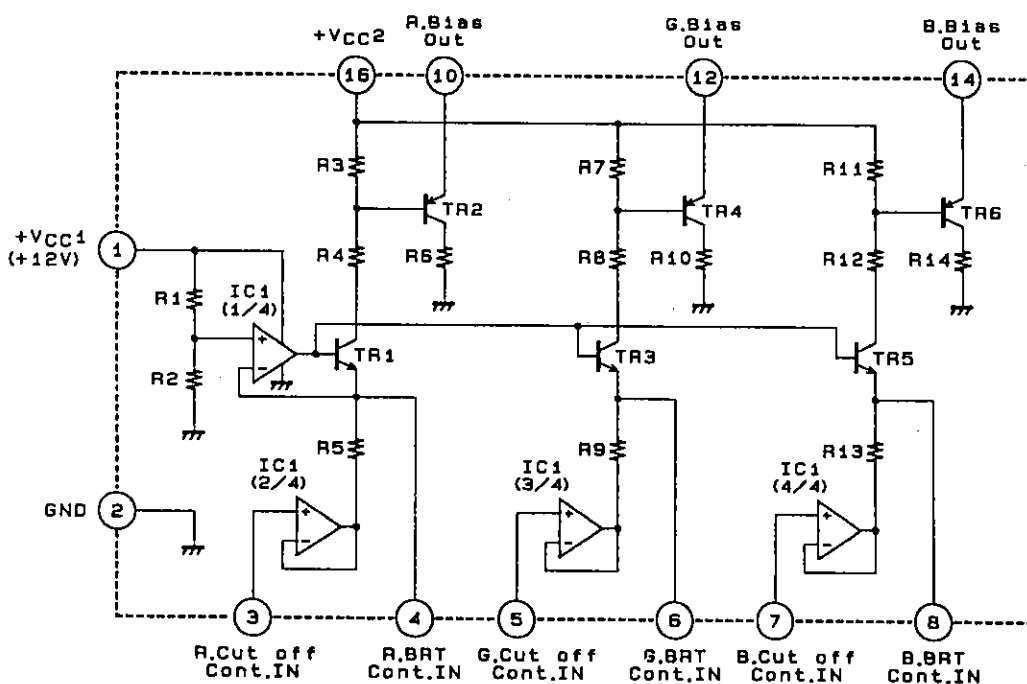 +VCC2
R.Bias
Out
G.Bias
Out
B.Bias
Out
16
10
12
14
R3
R7
R11
TR2
TR4
TR6
+VCC1
(+12V)
1
R4
R6
R8
R10
R12
R14
R1
IC1
(1/4)
+
-
TR1
TR3
TR5
R2
R5
R9
R13
IC1
(2/4)
IC1
(3/4)
IC1
(4/4)
GND
2
+
-
+
-
+
-
3
4
5
6
7
8
R.Cut off
Cont.IN
R.BRT
Cont.IN
G.Cut off
Cont.IN
G.BRT
Cont.IN
B.Cut off
Cont.IN
B.BRT
Cont.IN